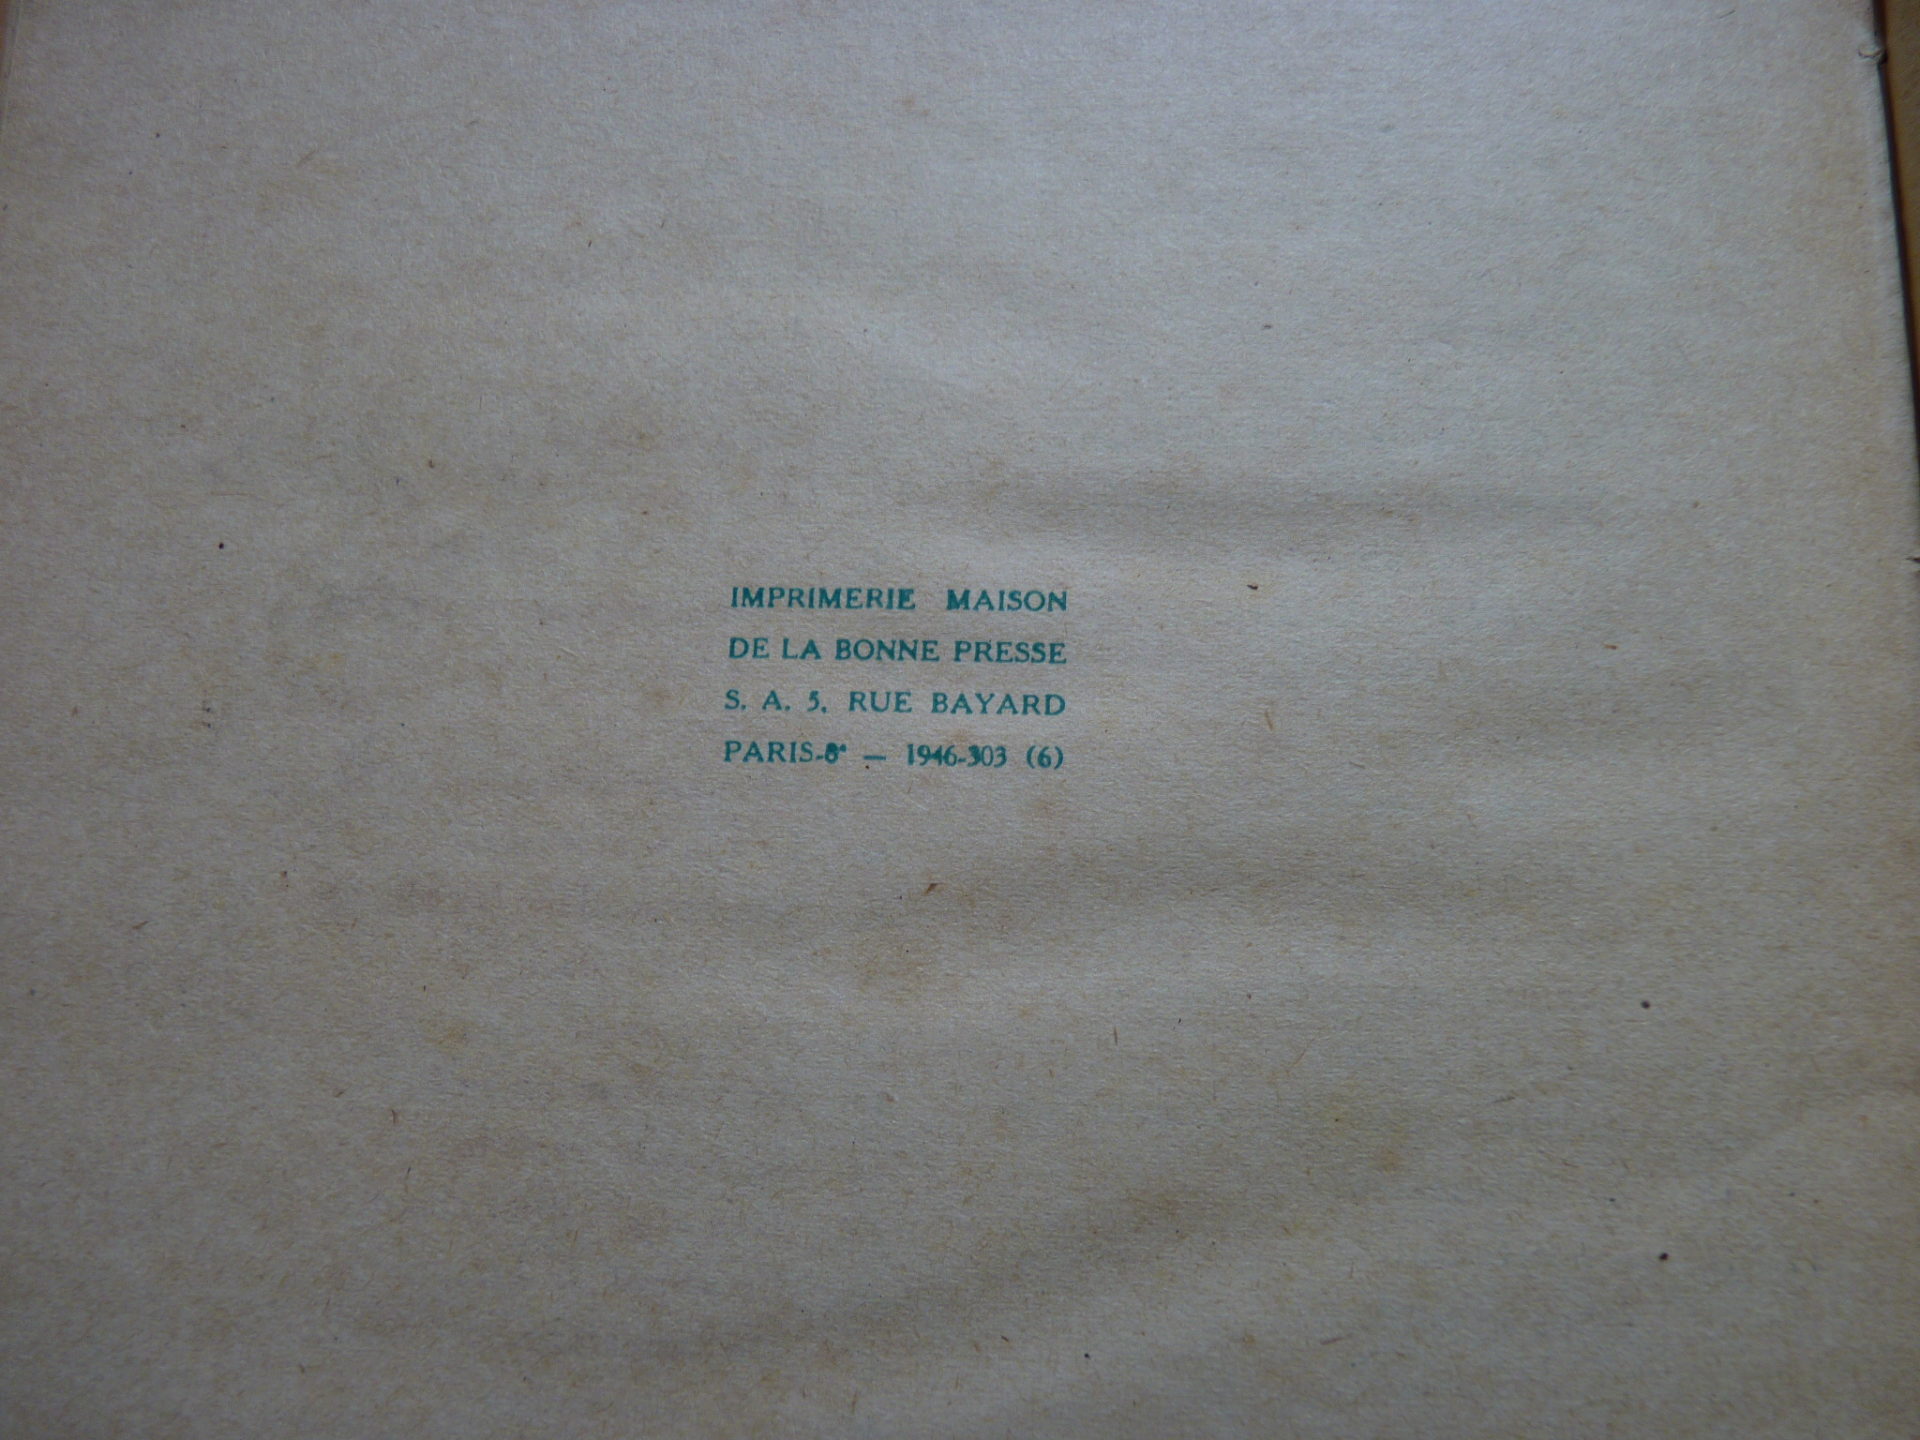 IMPRIMERIE MAISON
DE LA BONNE PRESSE
S. A. 5, RUE BAYARD
PARIS-8ᵉ — 1946-303 (6)